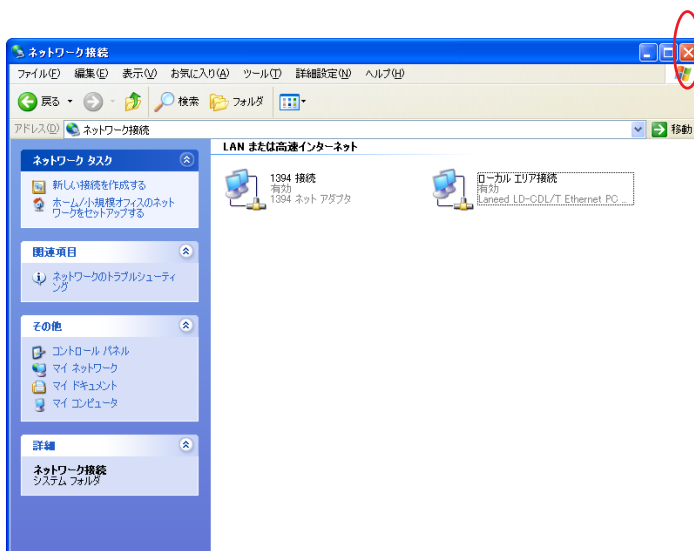 ネットワーク接続
ファイル(F) 編集(E) 表示(V) お気に入り(A) ツール(T) 詳細設定(N) ヘルプ(H)
戻る 検索 フォルダ
アドレス(D) ネットワーク接続 移動
ネットワーク タスク
新しい接続を作成する
ホーム/小規模オフィスのネット
ワークをセットアップする
関連項目
ネットワークのトラブルシューティ
ング
その他
コントロール パネル
マイ ネットワーク
マイ ドキュメント
マイ コンピュータ
詳細
ネットワーク接続
システム フォルダ
LAN または高速インターネット
1394 接続
有効
1394 ネット アダプタ
ローカル エリア接続
有効
Laneed LD-CDL/T Ethernet PC ...